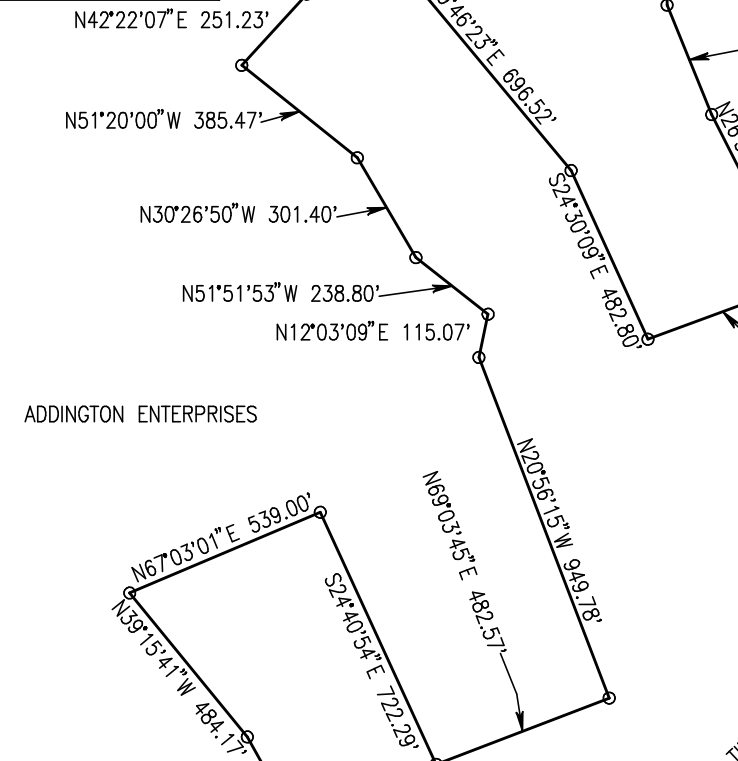 N42°22'07"E 251.23'
N51°20'00"W 385.47'
N30°26'50"W 301.40'
N51°51'53"W 238.80'
N12°03'09"E 115.07'
46'23"E 696.52'
S24°30'09"E 482.80'
ADDINGTON ENTERPRISES
N20°56'15"W 949.78'
N69°03'45"E 482.57'
N67°03'01"E 539.00'
S24°40'54"E 722.29'
N39°15'41"W 484.17'
N26°